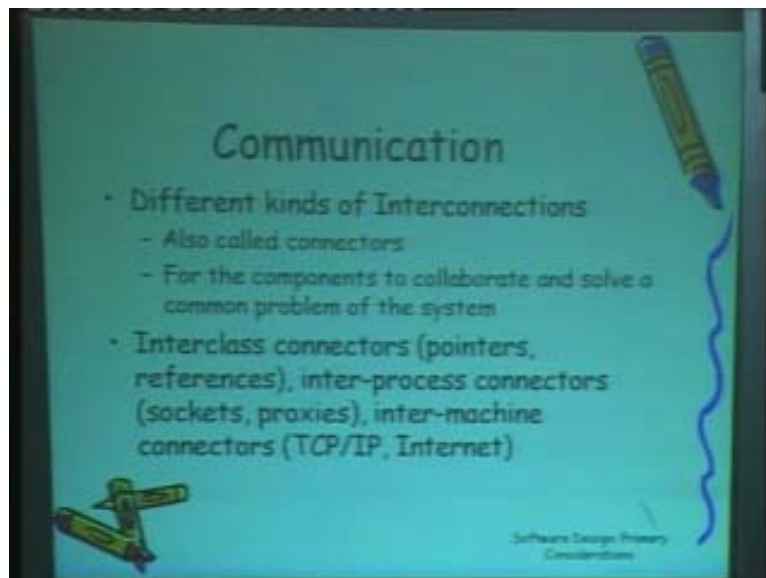 Communication
• Different kinds of Interconnections
– Also called connectors
– For the components to collaborate and solve a
common problem of the system
• Interclass connectors (pointers,
references), inter-process connectors
(sockets, proxies), inter-machine
connectors (TCP/IP, Internet)
Software Design: Primary
Considerations